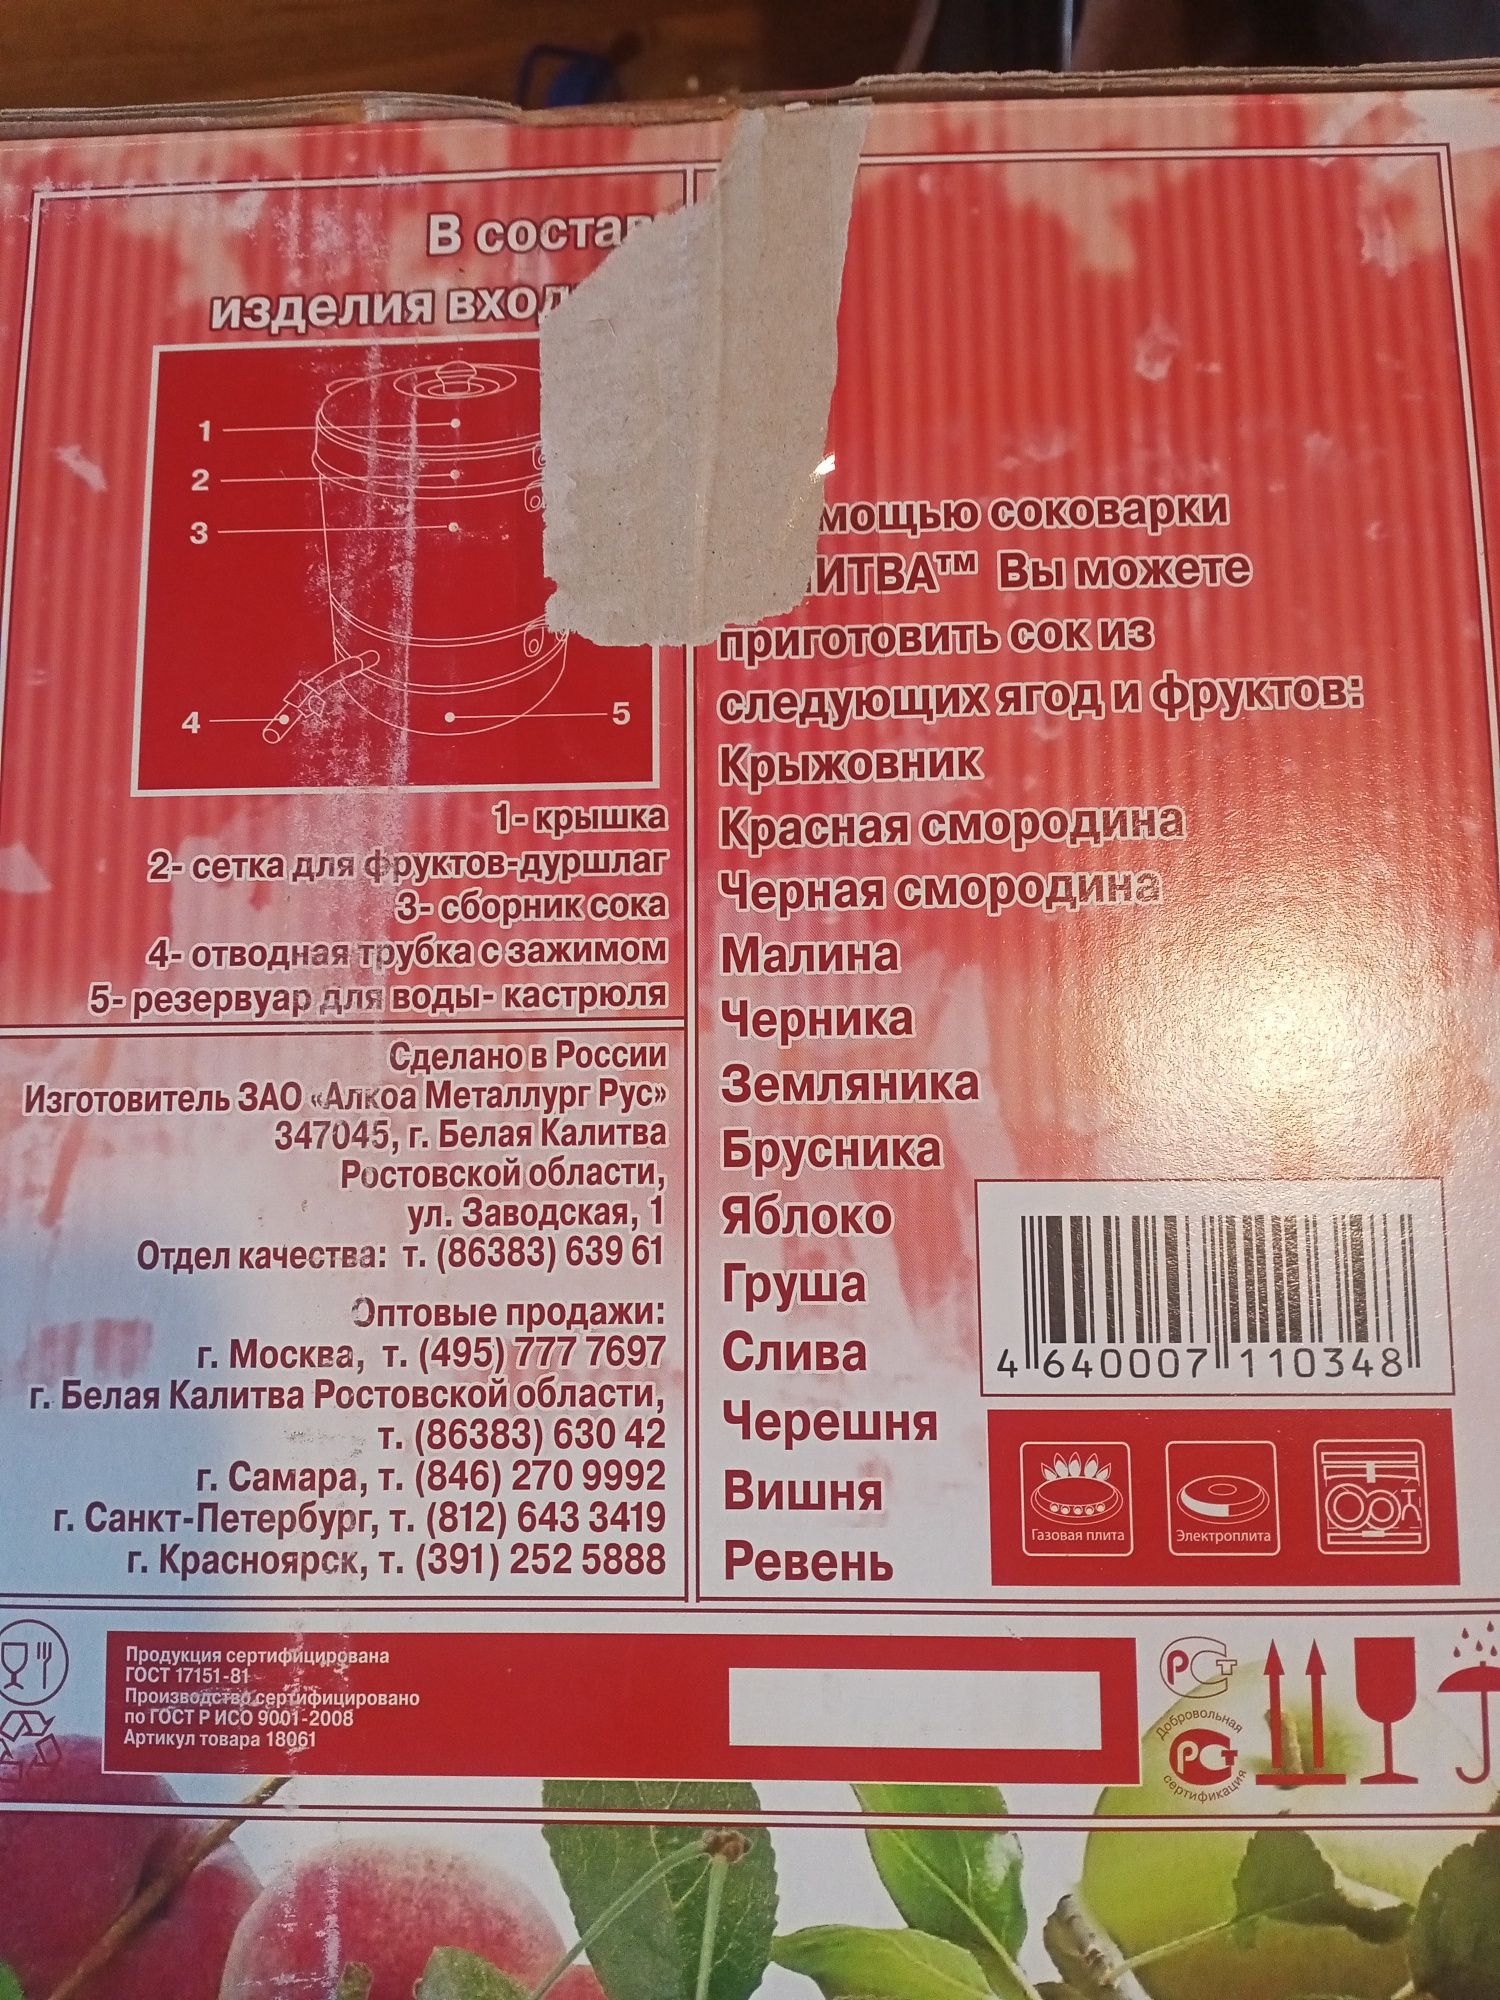 В соста
изделия вхо
1
2
3
4
5
1- крышка
2- сетка для фруктов-дуршлаг
3- сборник сока
4- отводная трубка с зажимом
5- резервуар для воды- кастрюля
Сделано в России
Изготовитель ЗАО «Алкоа Металлург Рус»
347045, г. Белая Калитва
Ростовской области,
ул. Заводская, 1
Отдел качества: т. (86383) 639 61
Оптовые продажи:
г. Москва, т. (495) 777 7697
г. Белая Калитва Ростовской области,
т. (86383) 630 42
г. Самара, т. (846) 270 9992
г. Санкт-Петербург, т. (812) 643 3419
г. Красноярск, т. (391) 252 5888
мощью соковарки
ИТВА™ Вы можете
приготовить сок из
следующих ягод и фруктов:
Крыжовник
Красная смородина
Черная смородина
Малина
Черника
Земляника
Брусника
Яблоко
Груша
Слива
Черешня
Вишня
Ревень
4 640007 110348
Газовая плита
Электроплита
Продукция сертифицирована
ГОСТ 17151-81
Производство сертифицировано
по ГОСТ Р ИСО 9001-2008
Артикул товара 18061
РСТ
Добровольная
РСТ
сертификация